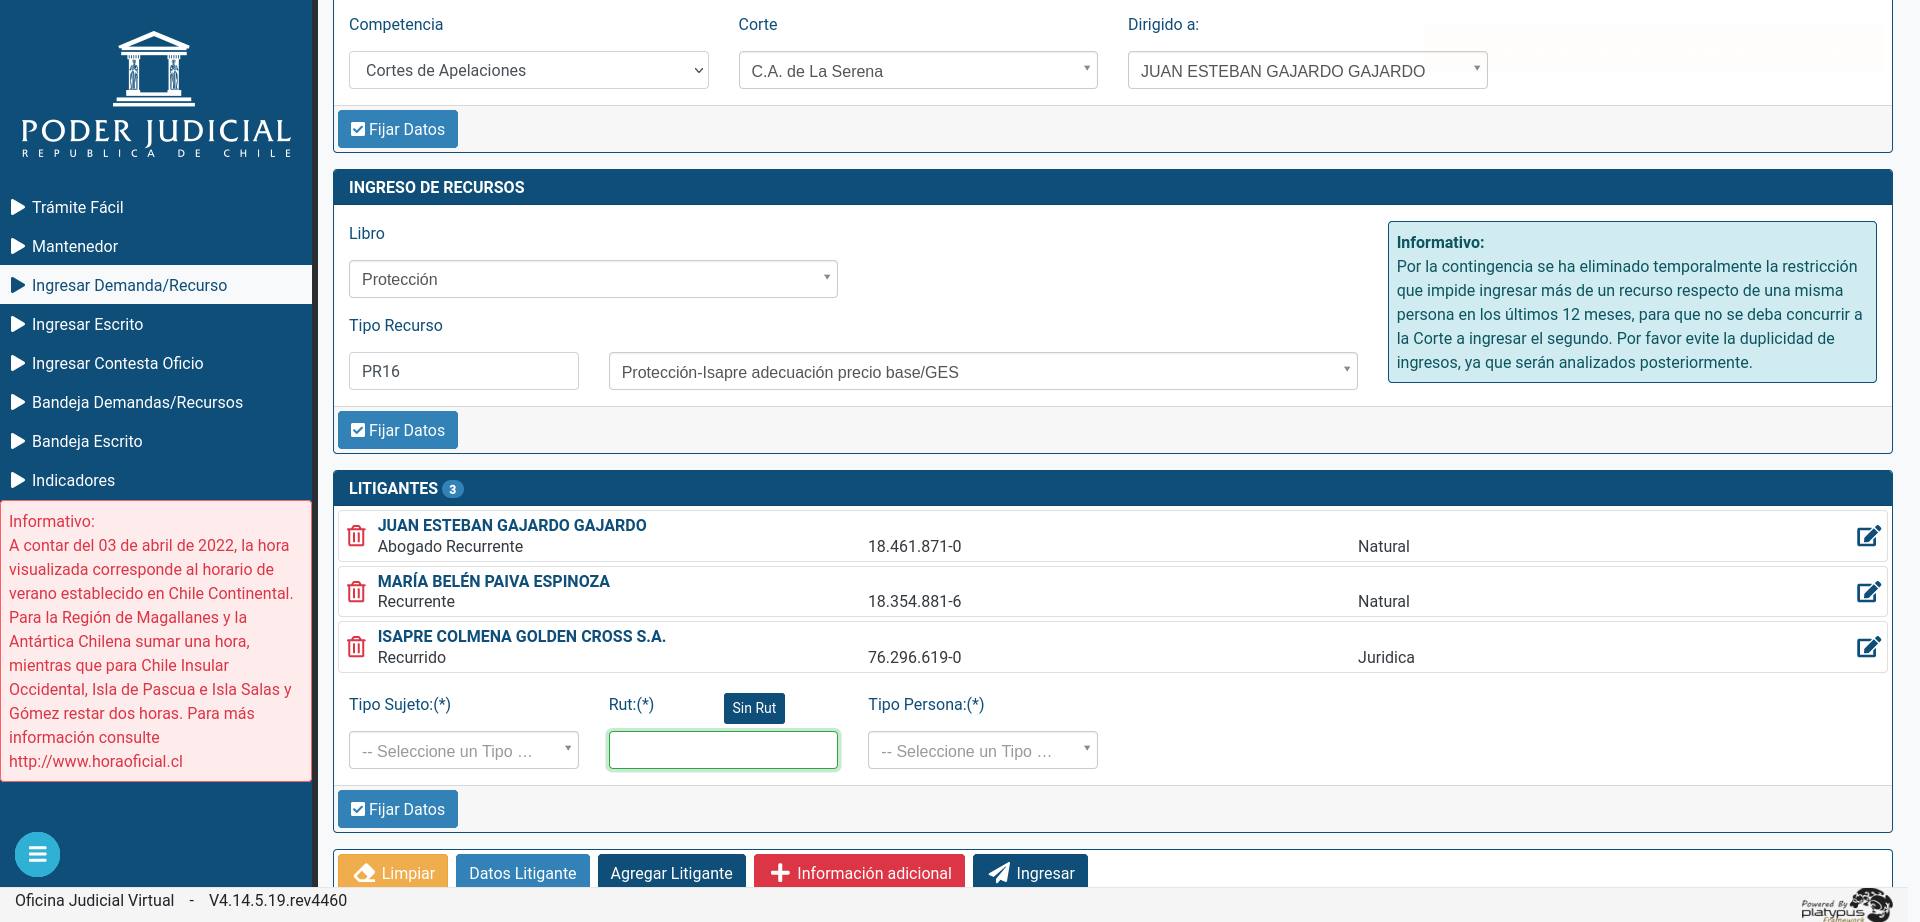 PODER JUDICIAL
REPUBLICA DE CHILE
Trámite Fácil
Mantenedor
Ingresar Demanda/Recurso
Ingresar Escrito
Ingresar Contesta Oficio
Bandeja Demandas/Recursos
Bandeja Escrito
Indicadores
Informativo:
A contar del 03 de abril de 2022, la hora
visualizada corresponde al horario de
verano establecido en Chile Continental.
Para la Región de Magallanes y la
Antártica Chilena sumar una hora,
mientras que para Chile Insular
Occidental, Isla de Pascua e Isla Salas y
Gómez restar dos horas. Para más
información consulte
http://www.horaoficial.cl
Competencia Corte Dirigido a:
Cortes de Apelaciones C.A. de La Serena JUAN ESTEBAN GAJARDO GAJARDO
Fijar Datos
INGRESO DE RECURSOS
Libro
Protección
Tipo Recurso
PR16 Protección-Isapre adecuación precio base/GES
Informativo:
Por la contingencia se ha eliminado temporalmente la restricción
que impide ingresar más de un recurso respecto de una misma
persona en los últimos 12 meses, para que no se deba concurrir a
la Corte a ingresar el segundo. Por favor evite la duplicidad de
ingresos, ya que serán analizados posteriormente.
Fijar Datos
LITIGANTES 3
JUAN ESTEBAN GAJARDO GAJARDO
Abogado Recurrente 18.461.871-0 Natural
MARÍA BELÉN PAIVA ESPINOZA
Recurrente 18.354.881-6 Natural
ISAPRE COLMENA GOLDEN CROSS S.A.
Recurrido 76.296.619-0 Juridica
Tipo Sujeto:(*) Rut:(*) Sin Rut Tipo Persona:(*)
-- Seleccione un Tipo … -- Seleccione un Tipo …
Fijar Datos
Limpiar Datos Litigante Agregar Litigante Información adicional Ingresar
Oficina Judicial Virtual - V4.14.5.19.rev4460
Powered By
platypus
Framework